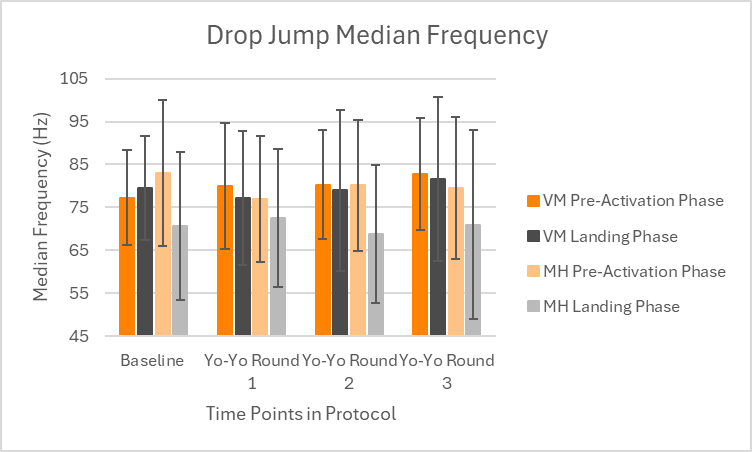 Drop Jump Median Frequency
Median Frequency (Hz)
105
95
85
75
65
55
45
Baseline
Yo-Yo Round 1
Yo-Yo Round 2
Yo-Yo Round 3
Time Points in Protocol
VM Pre-Activation Phase
VM Landing Phase
MH Pre-Activation Phase
MH Landing Phase